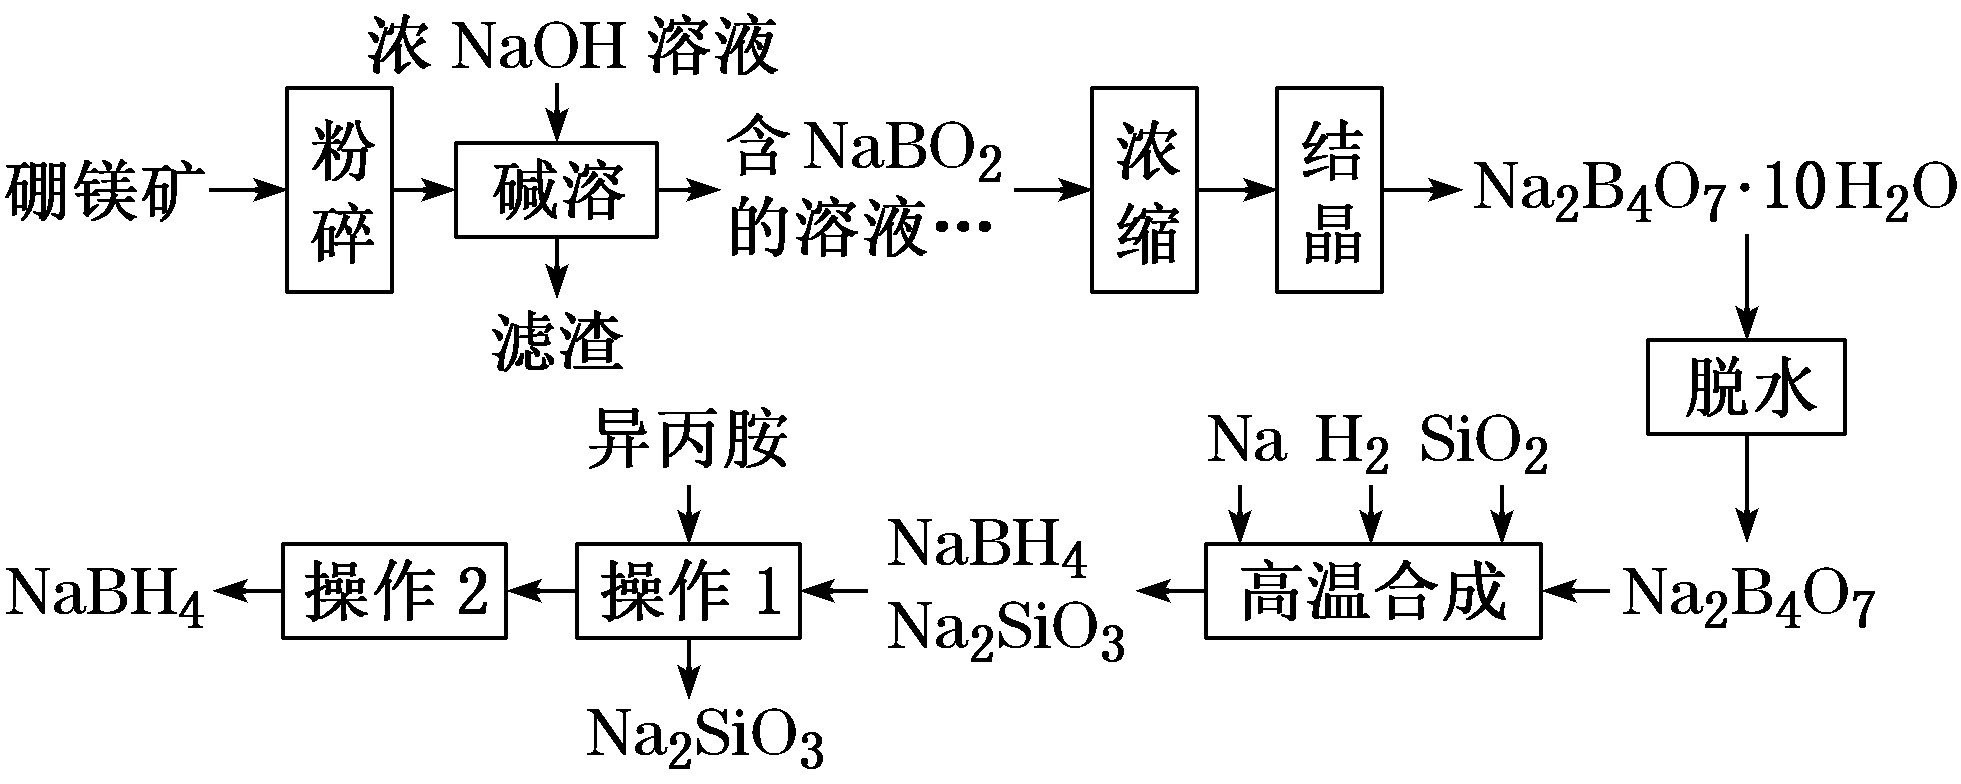 浓 NaOH 溶液
硼镁矿
粉碎
碱溶
含 NaBO₂
的溶液…
浓缩
结晶
Na₂B₄O₇·10H₂O
滤渣
脱水
异丙胺
Na H₂ SiO₂
NaBH₄
操作 2
操作 1
NaBH₄
Na₂SiO₃
高温合成
Na₂B₄O₇
Na₂SiO₃